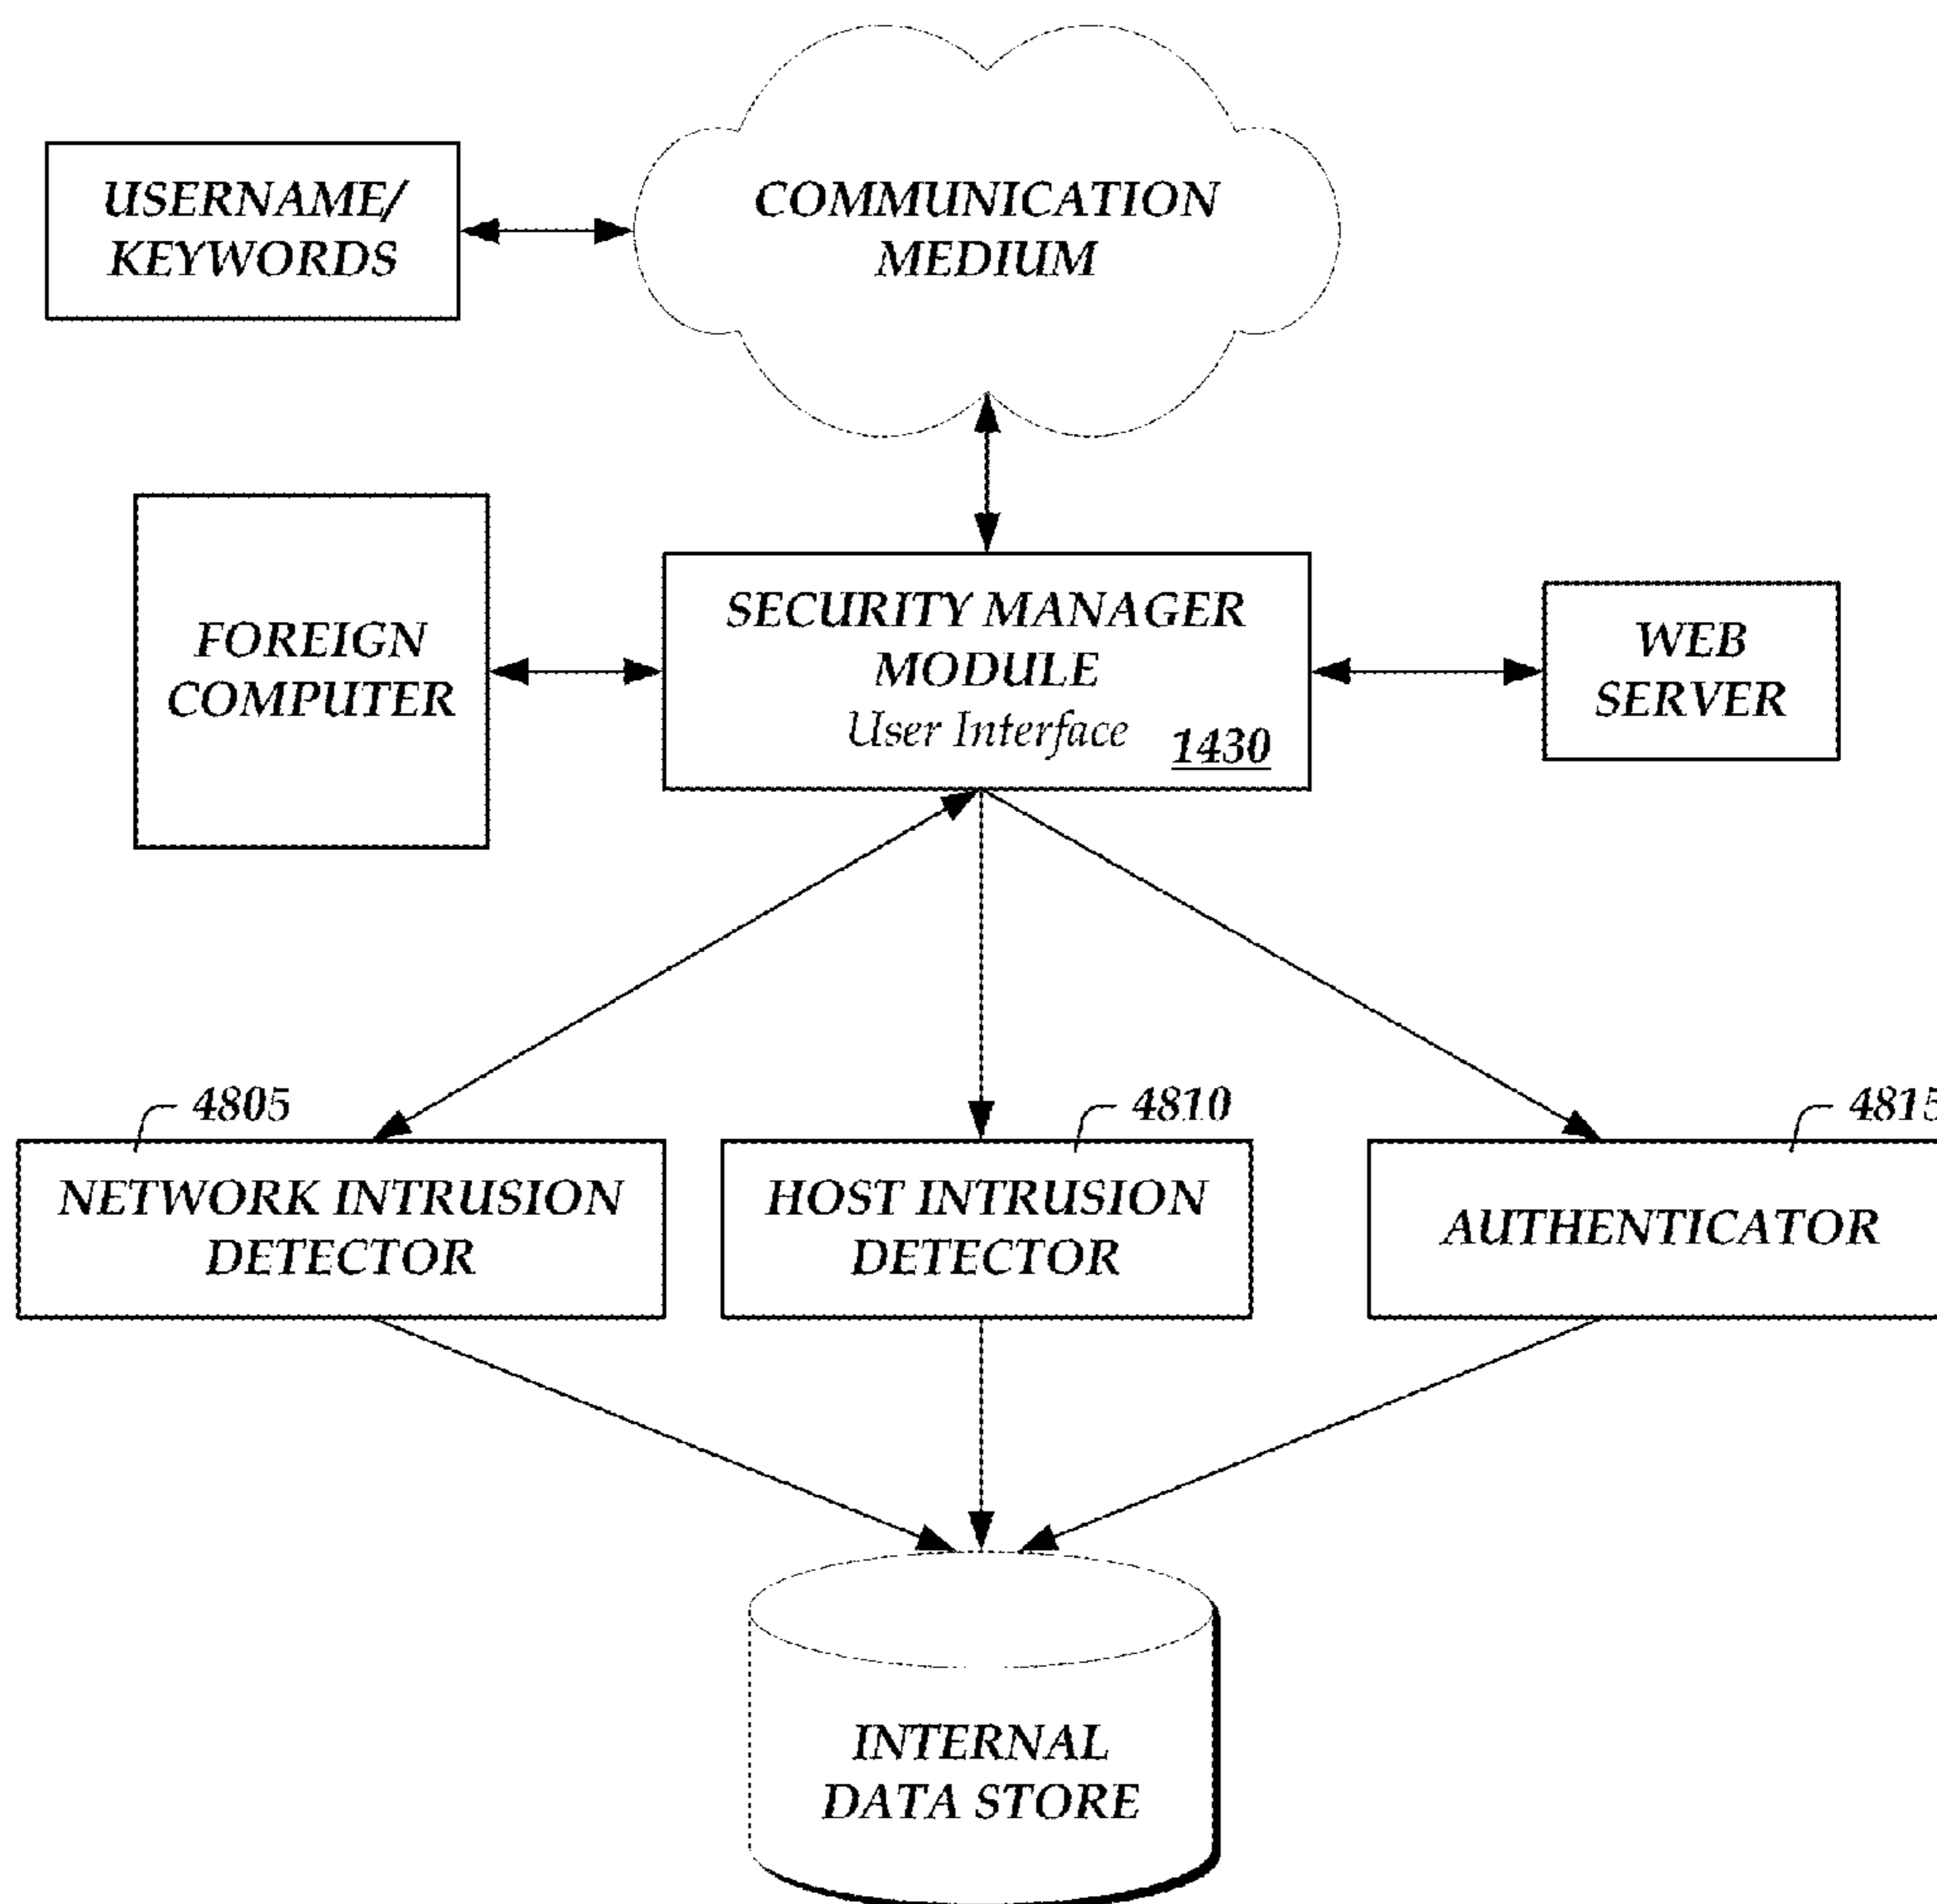 USERNAME/
KEYWORDS
COMMUNICATION
MEDIUM
FOREIGN
COMPUTER
SECURITY MANAGER
MODULE
User Interface
1430
WEB
SERVER
4805
4810
4815
NETWORK INTRUSION
DETECTOR
HOST INTRUSION
DETECTOR
AUTHENTICATOR
INTERNAL
DATA STORE